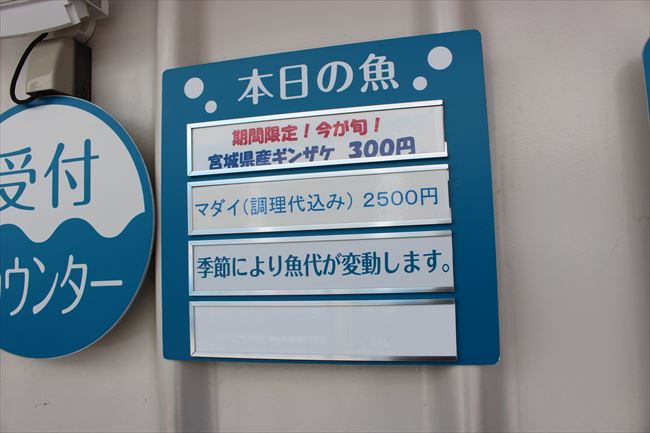 本日の魚
期間限定！今が旬！
宮城県産ギンザケ 300円
マダイ(調理代込み) 2500円
季節により魚代が変動します。
受付
ウンター